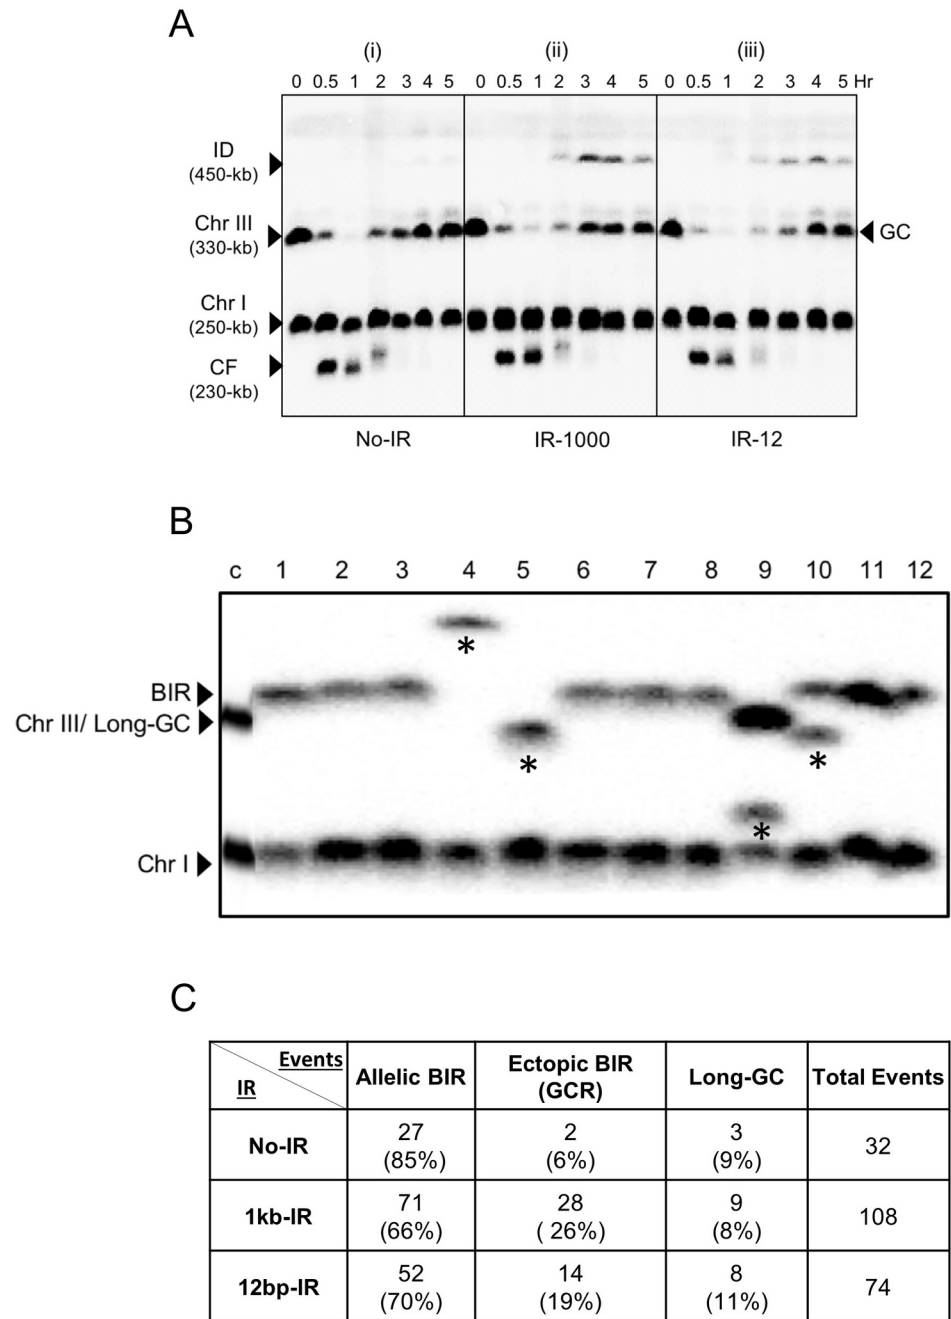 A
(i) (ii) (iii)
0 0.5 1 2 3 4 5 0 0.5 1 2 3 4 5 0 0.5 1 2 3 4 5 Hr
ID
(450-kb)
Chr III
(330-kb)
GC
Chr I
(250-kb)
CF
(230-kb)
No-IR IR-1000 IR-12
B
c 1 2 3 4 5 6 7 8 9 10 11 12
BIR
Chr III/ Long-GC
Chr I
* * * *
C
Events
IR
Allelic BIR
Ectopic BIR
(GCR)
Long-GC
Total Events
No-IR
27
(85%)
2
(6%)
3
(9%)
32
1kb-IR
71
(66%)
28
( 26%)
9
(8%)
108
12bp-IR
52
(70%)
14
(19%)
8
(11%)
74